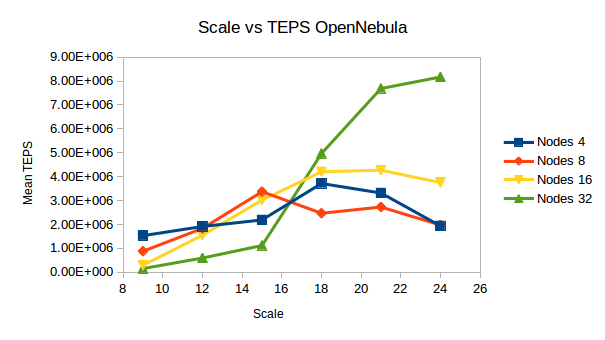 Scale vs TEPS OpenNebula
9.00E+006
8.00E+006
7.00E+006
6.00E+006
5.00E+006
4.00E+006
3.00E+006
2.00E+006
1.00E+006
0.00E+000
Mean TEPS
8 10 12 14 16 18 20 22 24 26
Scale
Nodes 4
Nodes 8
Nodes 16
Nodes 32